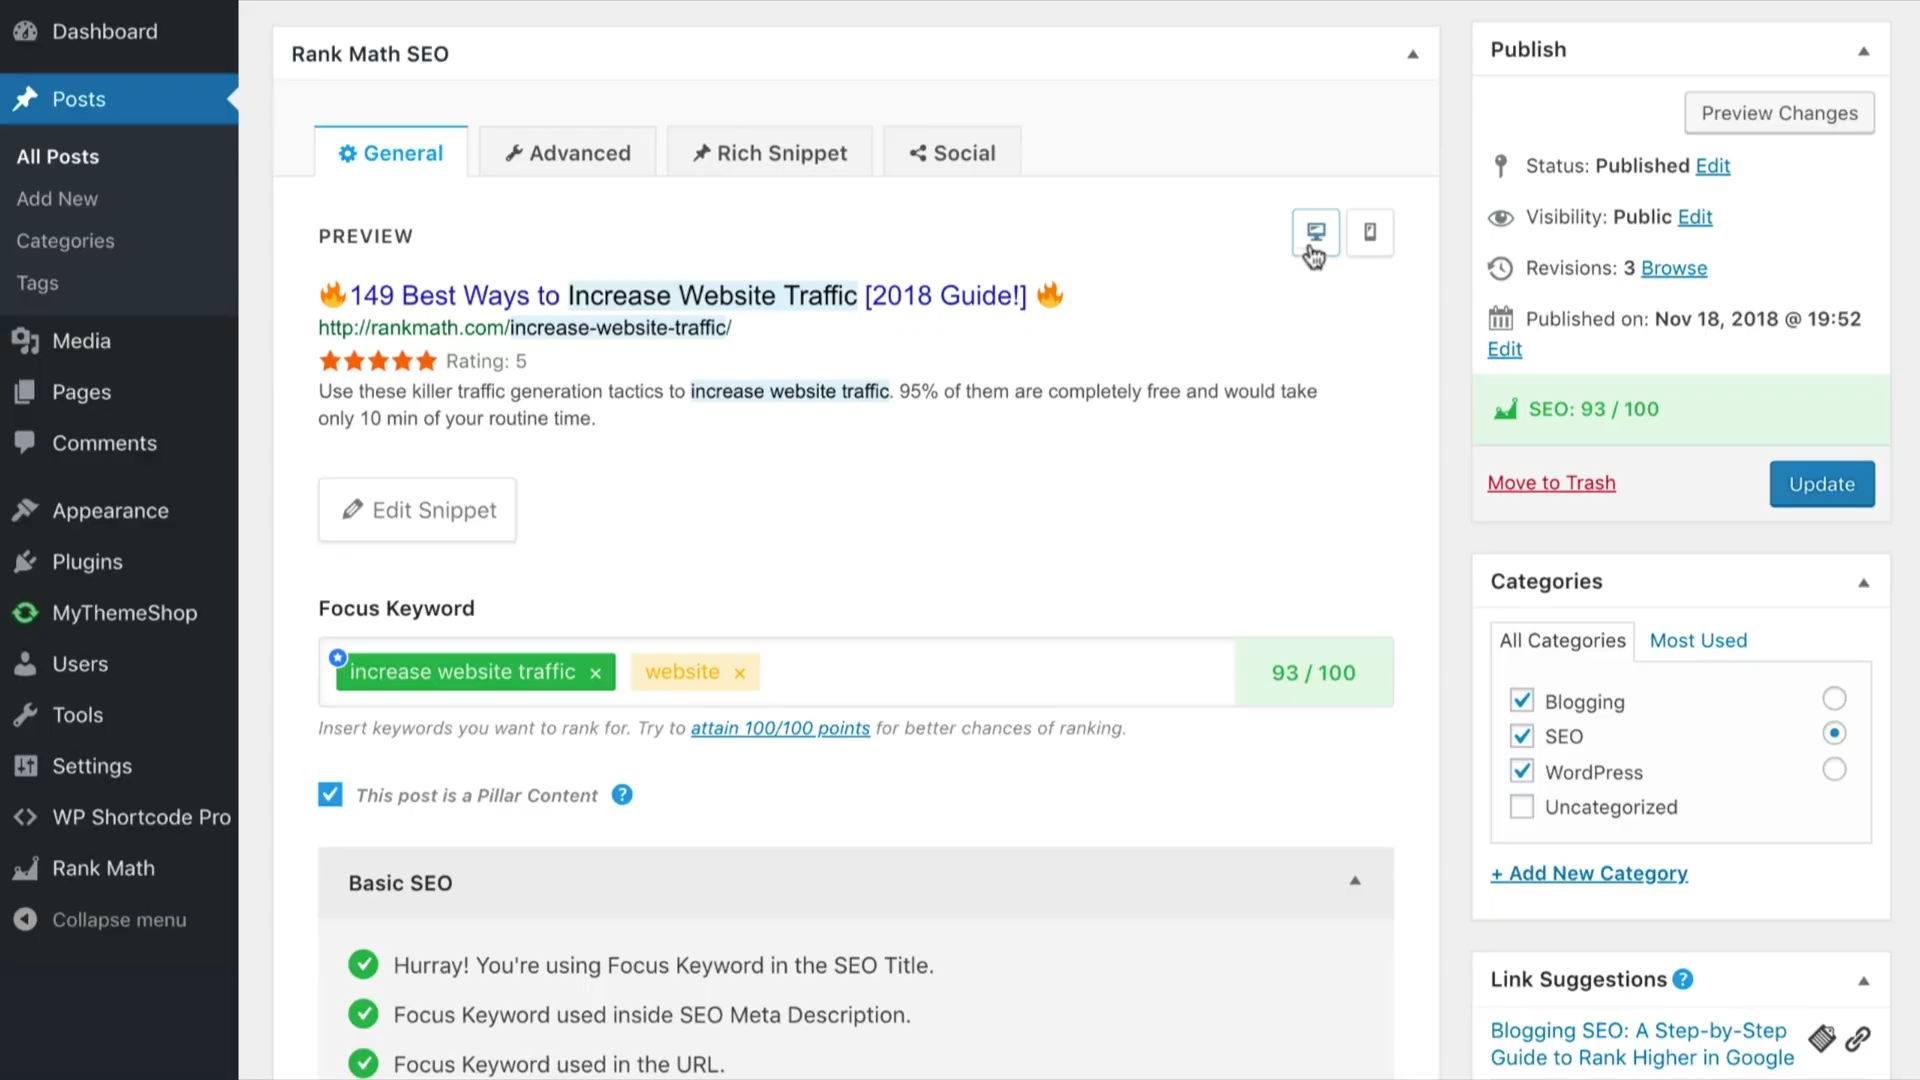 Dashboard
Posts
All Posts
Add New
Categories
Tags
Media
Pages
Comments
Appearance
Plugins
MyThemeShop
Users
Tools
Settings
WP Shortcode Pro
Rank Math
Collapse menu
Rank Math SEO
General
Advanced
Rich Snippet
Social
PREVIEW
149 Best Ways to Increase Website Traffic [2018 Guide!]
http://rankmath.com/increase-website-traffic/
Rating: 5
Use these killer traffic generation tactics to increase website traffic. 95% of them are completely free and would take
only 10 min of your routine time.
Edit Snippet
Focus Keyword
increase website traffic ×
website ×
93 / 100
Insert keywords you want to rank for. Try to attain 100/100 points for better chances of ranking.
This post is a Pillar Content ?
Basic SEO
Hurray! You're using Focus Keyword in the SEO Title.
Focus Keyword used inside SEO Meta Description.
Focus Keyword used in the URL.
Publish
Preview Changes
Status: Published Edit
Visibility: Public Edit
Revisions: 3 Browse
Published on: Nov 18, 2018 @ 19:52
Edit
SEO: 93 / 100
Move to Trash
Update
Categories
All Categories
Most Used
Blogging
SEO
WordPress
Uncategorized
+ Add New Category
Link Suggestions ?
Blogging SEO: A Step-by-Step
Guide to Rank Higher in Google